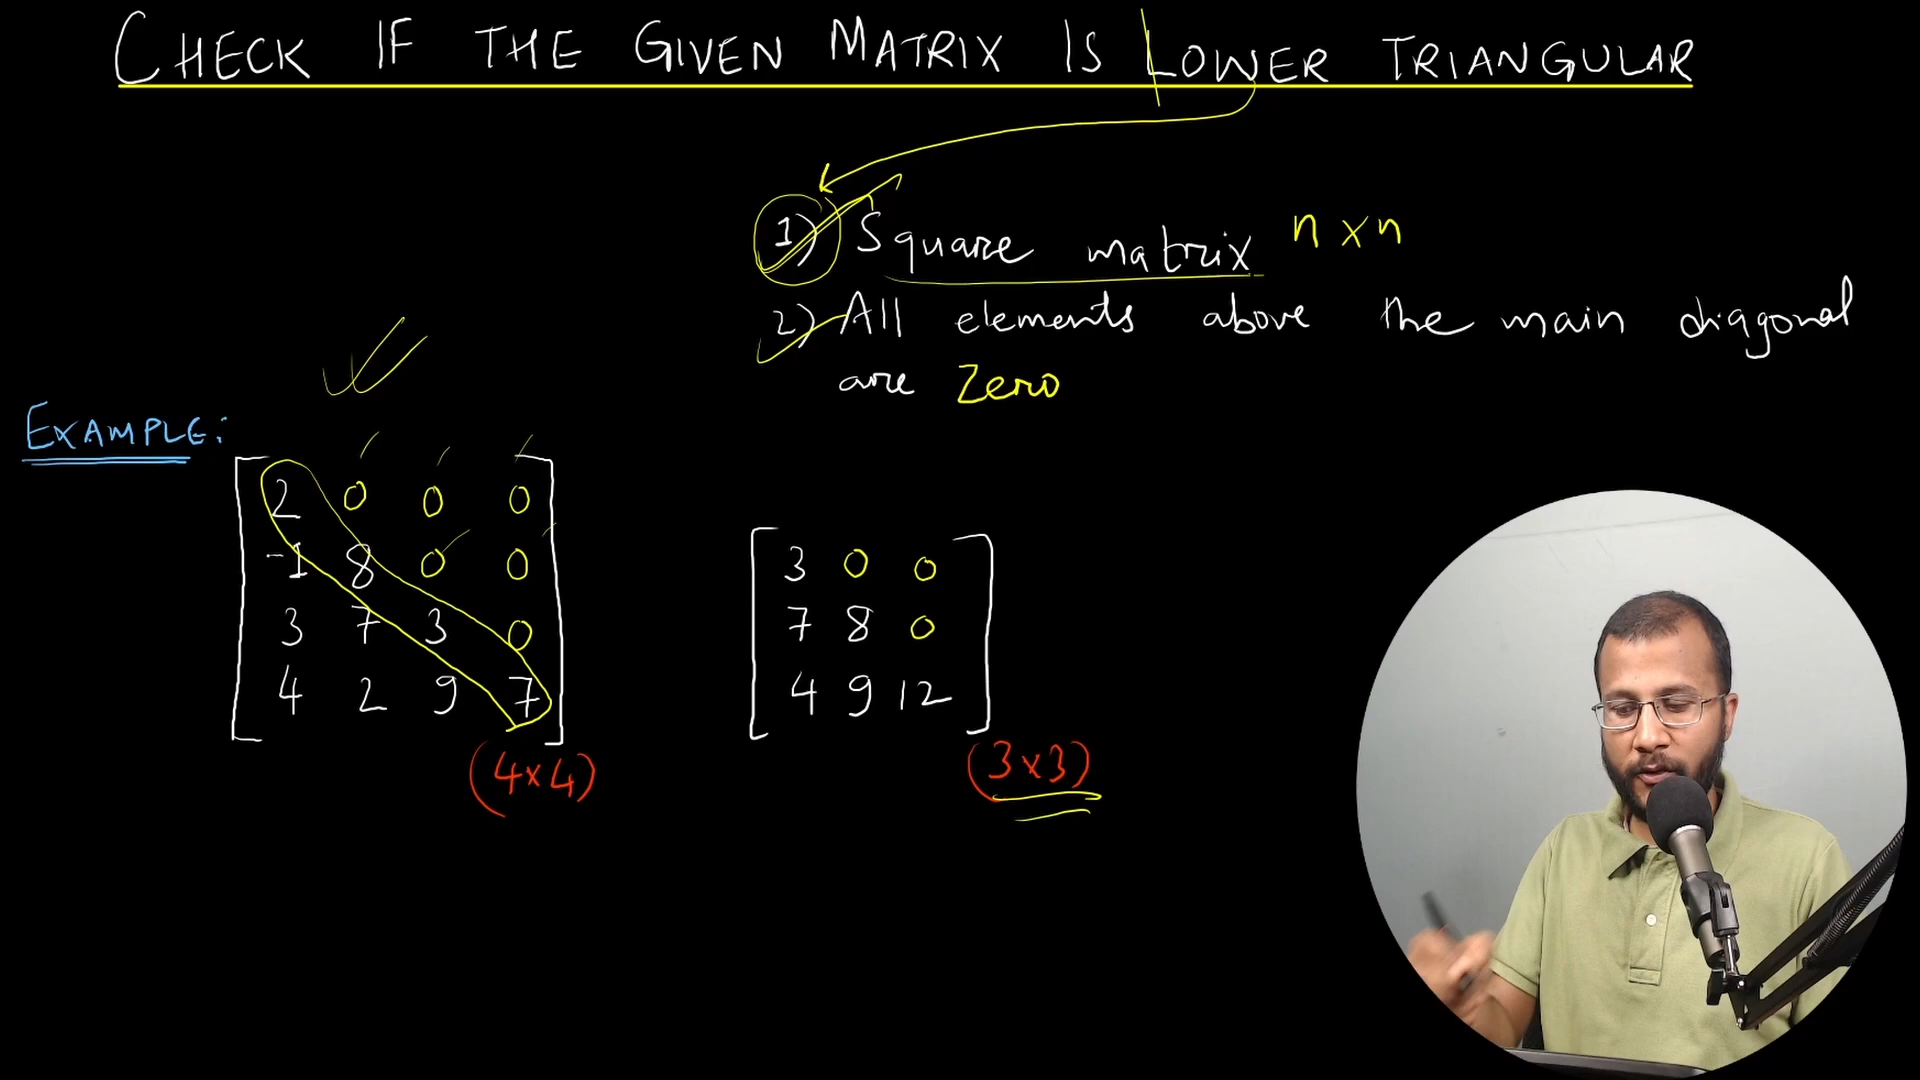 CHECK IF THE GIVEN MATRIX IS LOWER TRIANGULAR
1) Square matrix n x n
2) All elements above the main diagonal
are Zero
EXAMPLE:
2 0 0 0
-1 8 0 0
3 7 3 0
4 2 9 7
(4x4)
3 0 0
7 8 0
4 9 12
(3x3)